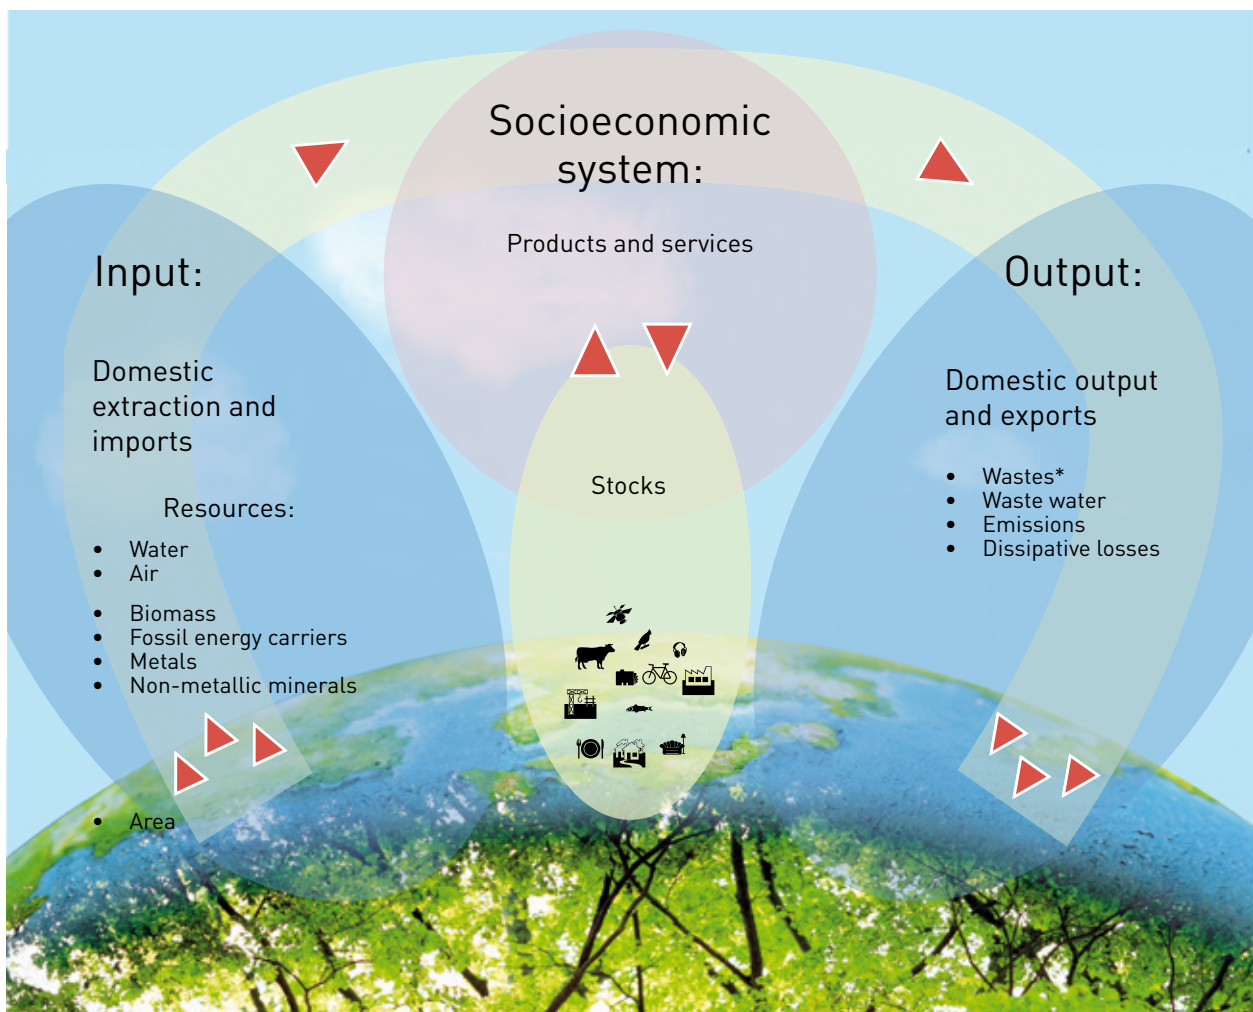 Socioeconomic
system:
Products and services
Input:
Domestic
extraction and
imports
Resources:
• Water
• Air
• Biomass
• Fossil energy carriers
• Metals
• Non-metallic minerals
• Area
Stocks
Output:
Domestic output
and exports
• Wastes*
• Waste water
• Emissions
• Dissipative losses